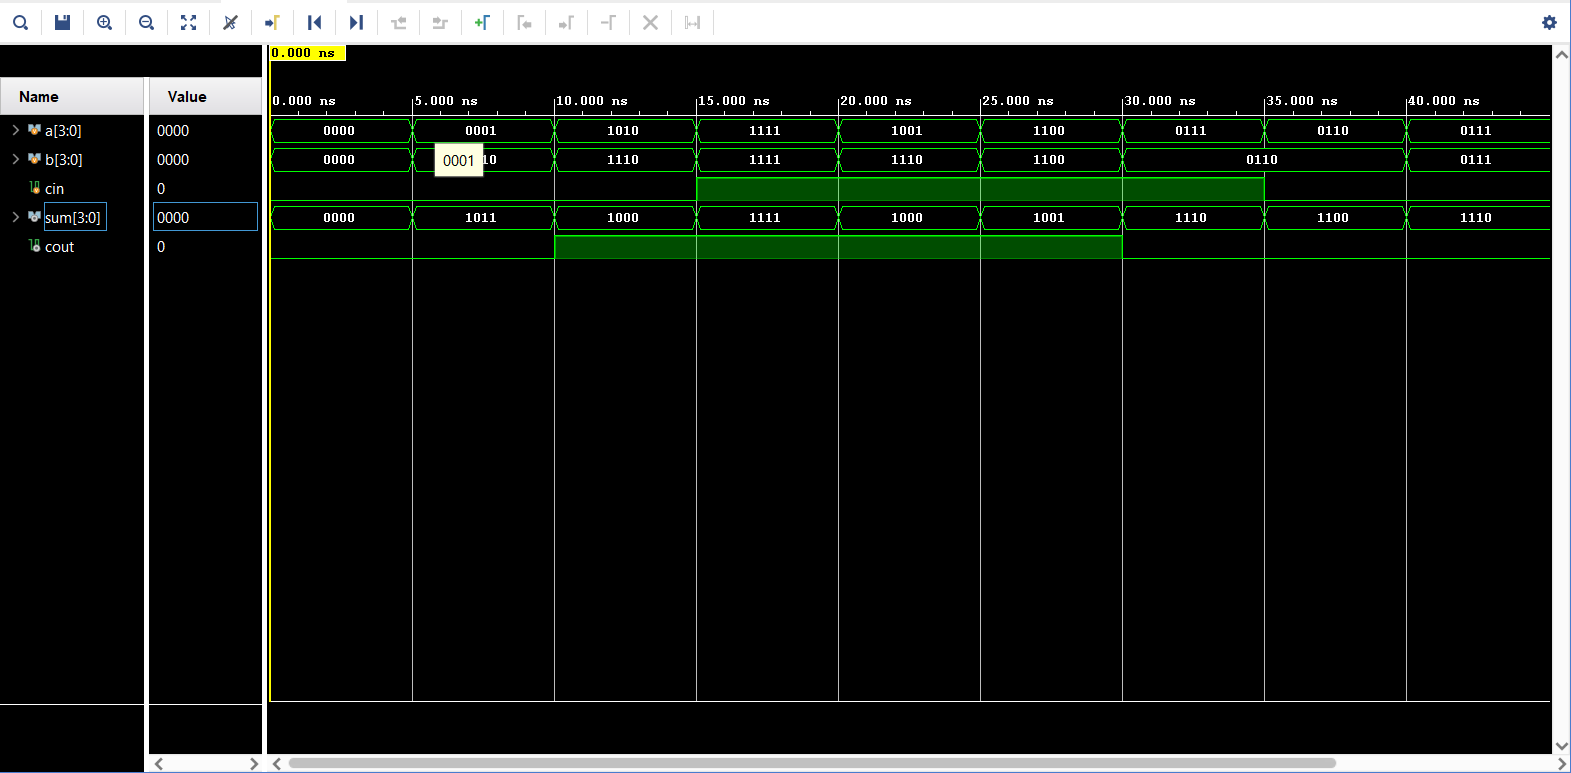 0.000 ns
Name Value
0.000 ns 5.000 ns 10.000 ns 15.000 ns 20.000 ns 25.000 ns 30.000 ns 35.000 ns 40.000 ns
a[3:0] 0000 0000 0001 1010 1111 1001 1100 0111 0110 0111
b[3:0] 0000 0000 0001 10 1110 1111 1110 1100 0110 0111
cin 0
sum[3:0] 0000 0000 1011 1000 1111 1000 1001 1110 1100 1110
cout 0